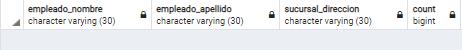 empleado_nombre empleado_apellido sucursal_direccion count
character varying (30) character varying (30) character varying (30) bigint